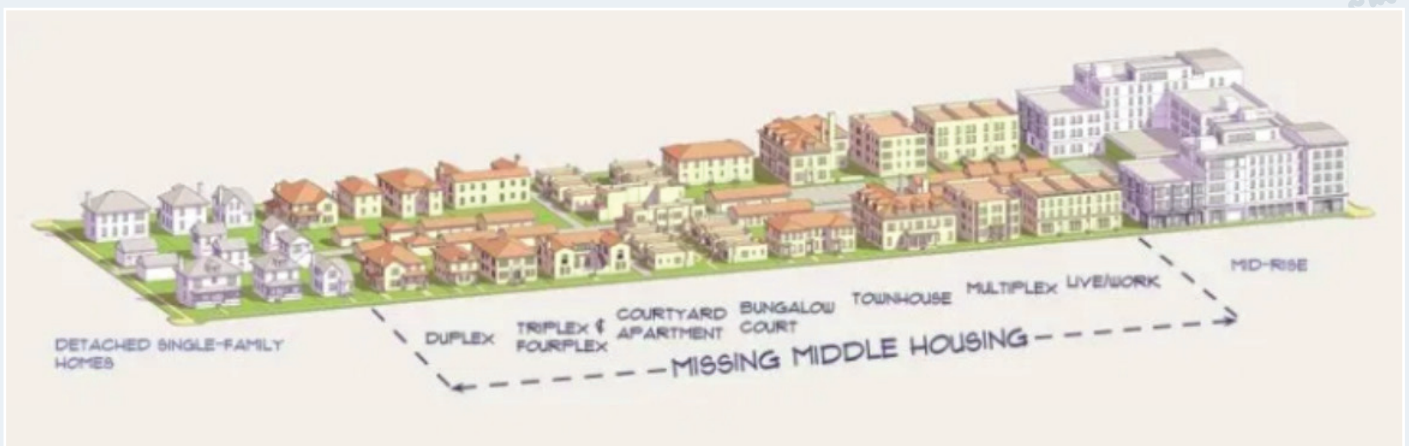 DETACHED SINGLE-FAMILY
HOMES
DUPLEX
TRIPLEX &
FOURPLEX
COURTYARD
APARTMENT
BUNGALOW
COURT
TOWNHOUSE
MULTIPLEX
LIVE/WORK
MID-RISE
MISSING MIDDLE HOUSING